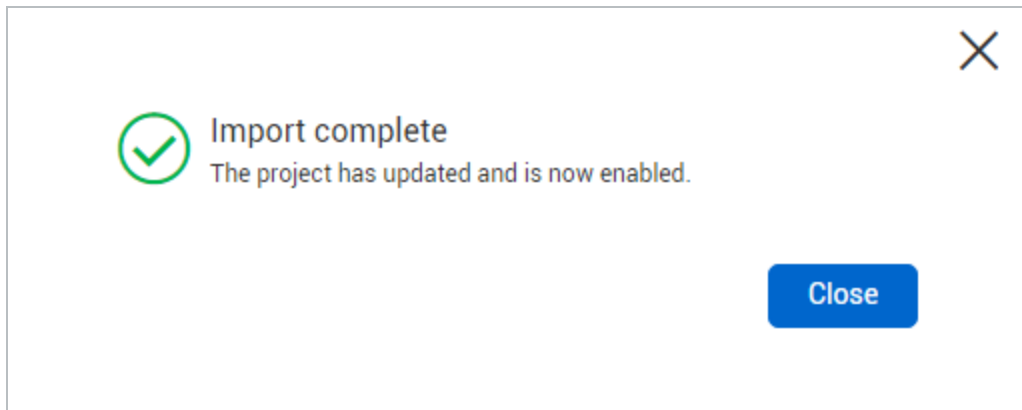 Import complete
The project has updated and is now enabled.
Close